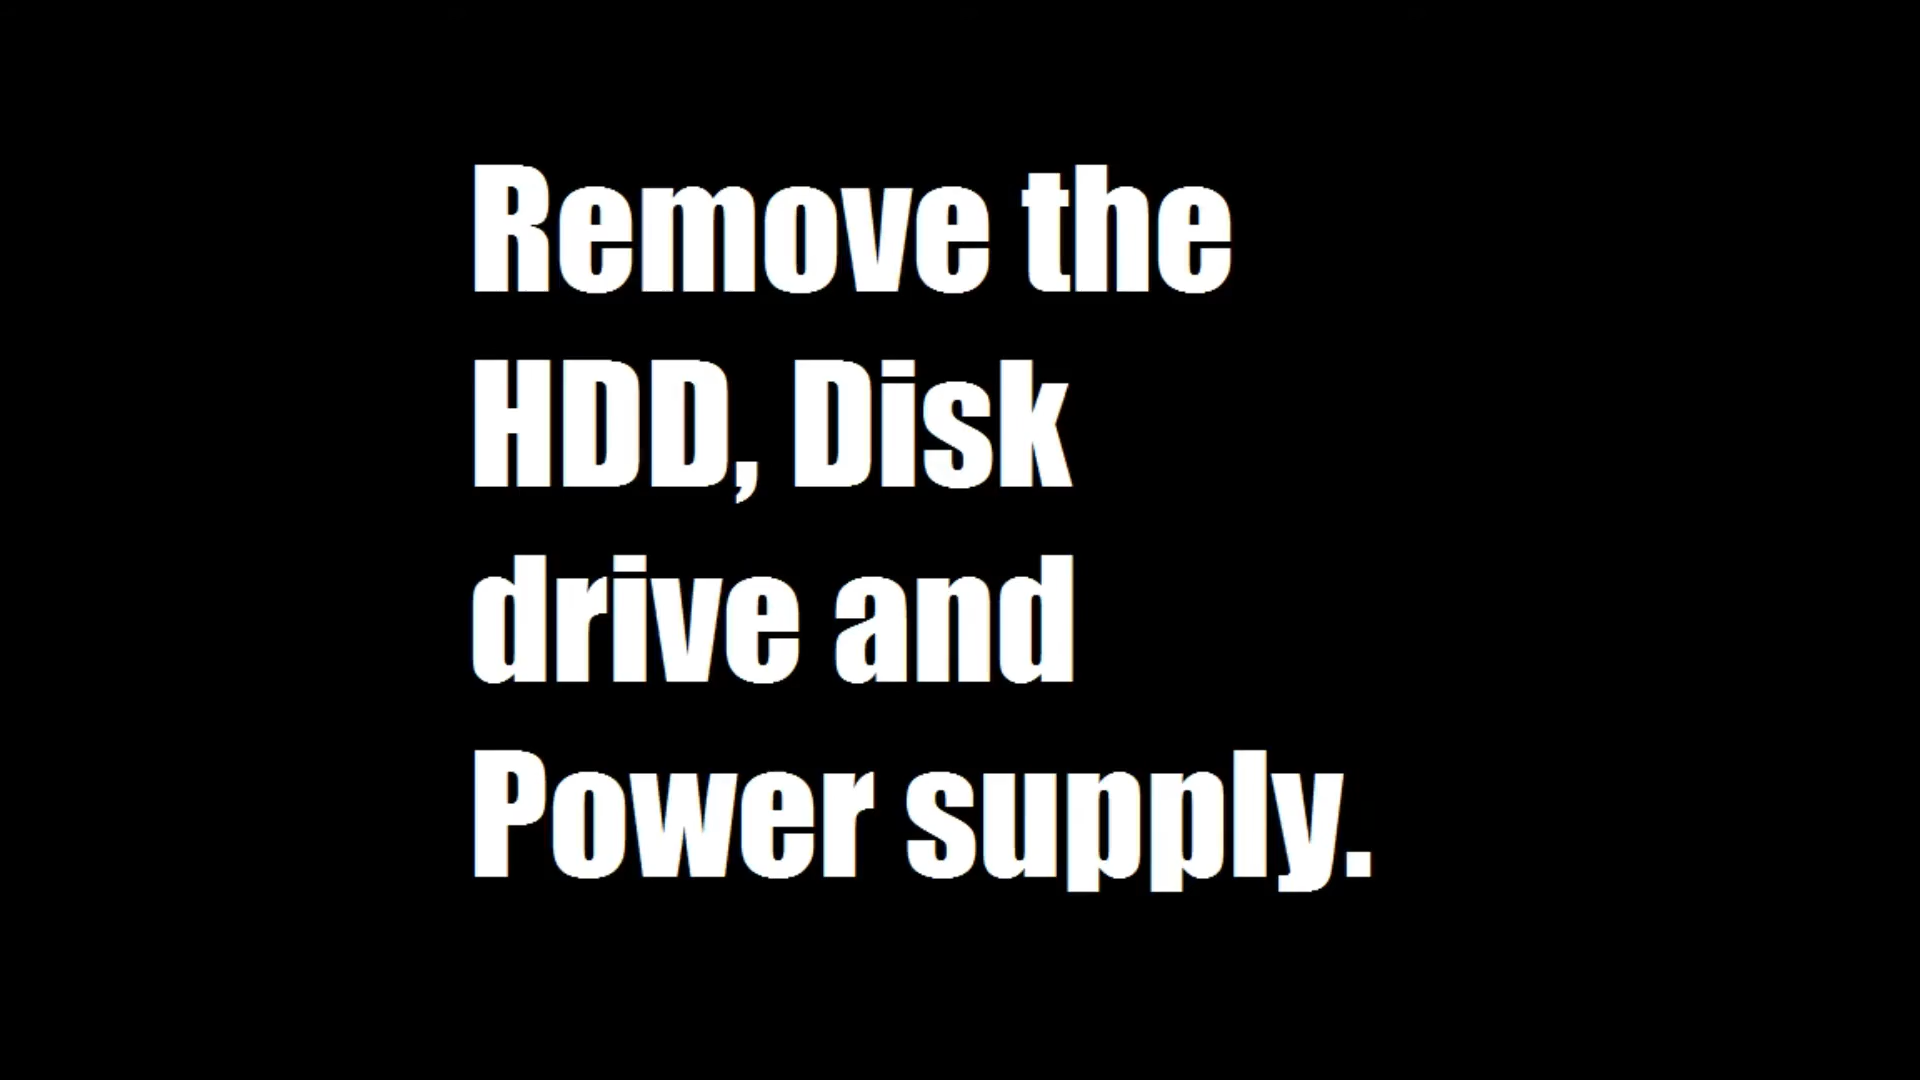 Remove the
HDD, Disk
drive and
Power supply.